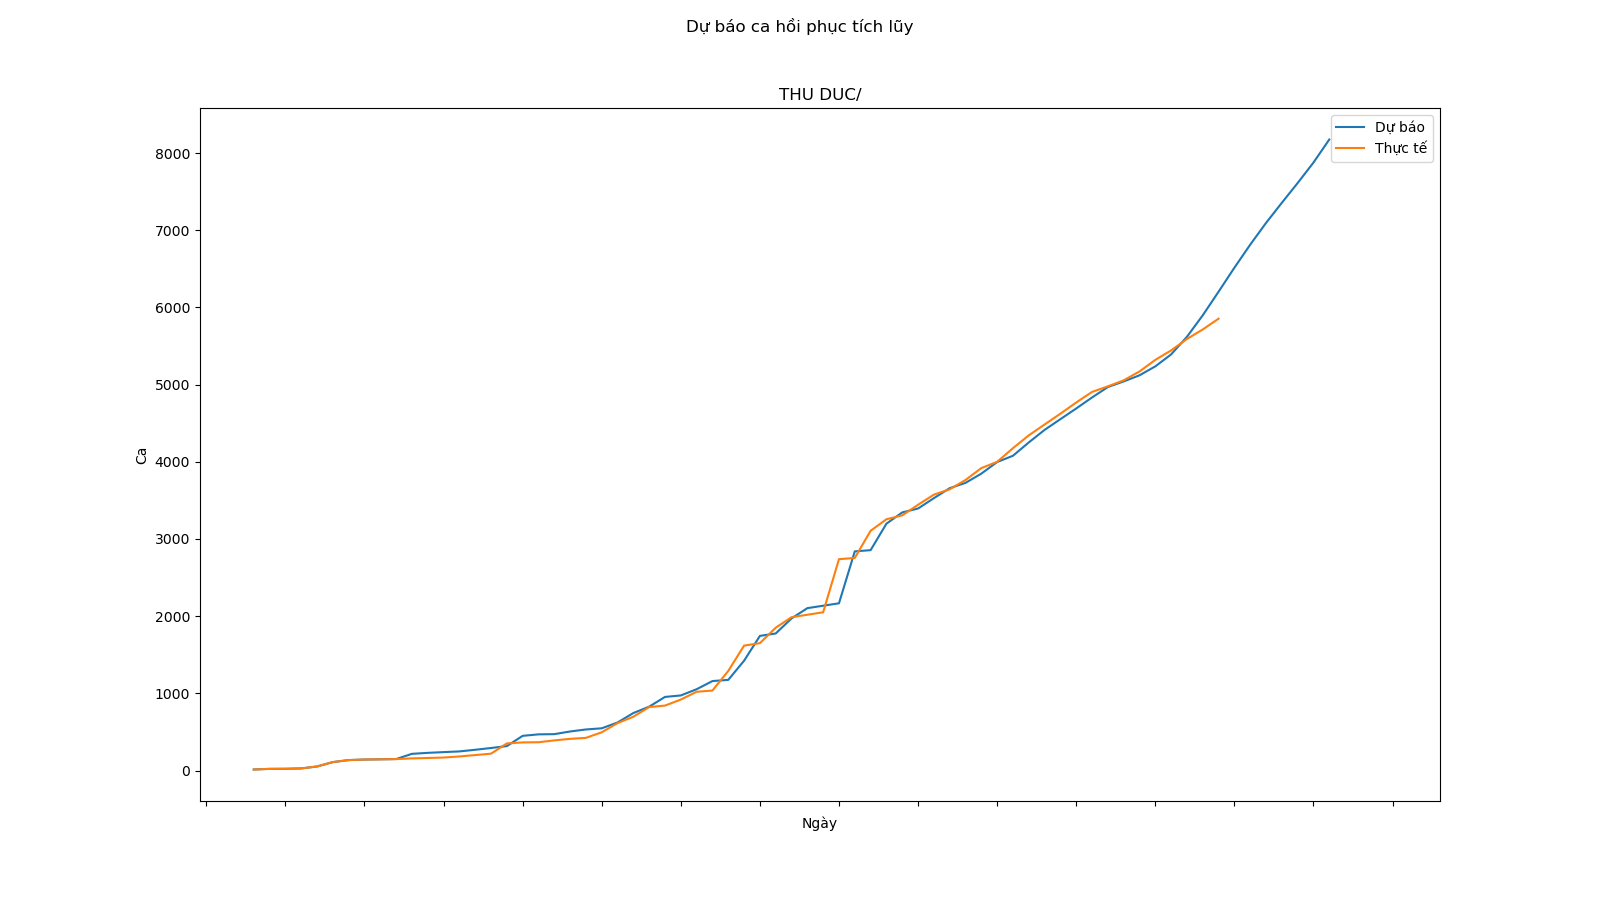 Dự báo ca hồi phục tích lũy
THU DUC/
Dự báo
Thực tế
8000
7000
6000
5000
4000
3000
2000
1000
0
Ca
Ngày